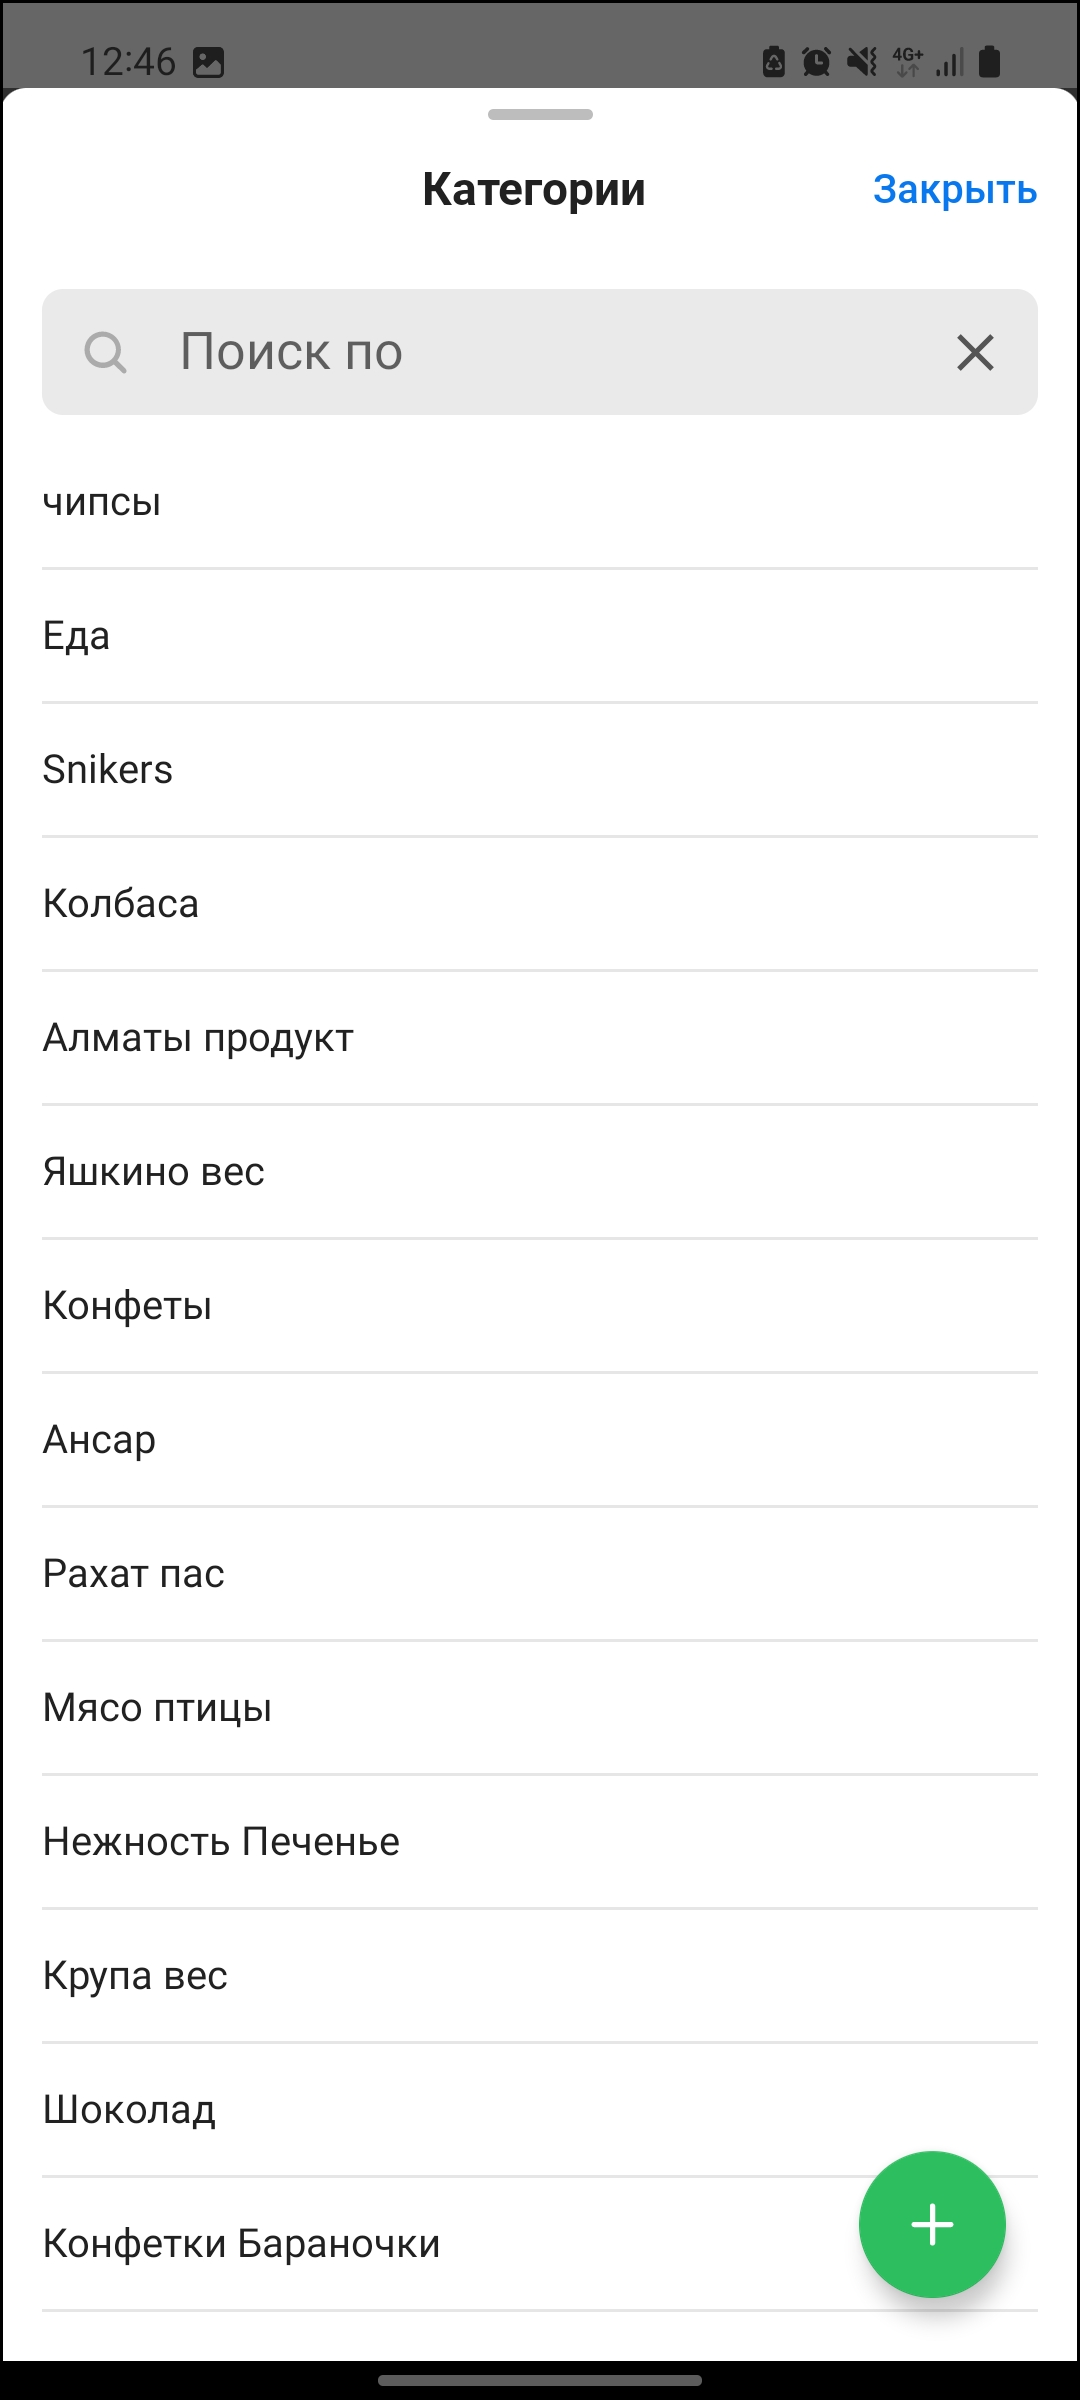 12:46
4G+
Категории
Закрыть
Поиск по
чипсы
Еда
Snikers
Колбаса
Алматы продукт
Яшкино вес
Конфеты
Ансар
Рахат пас
Мясо птицы
Нежность Печенье
Крупа вес
Шоколад
Конфетки Бараночки